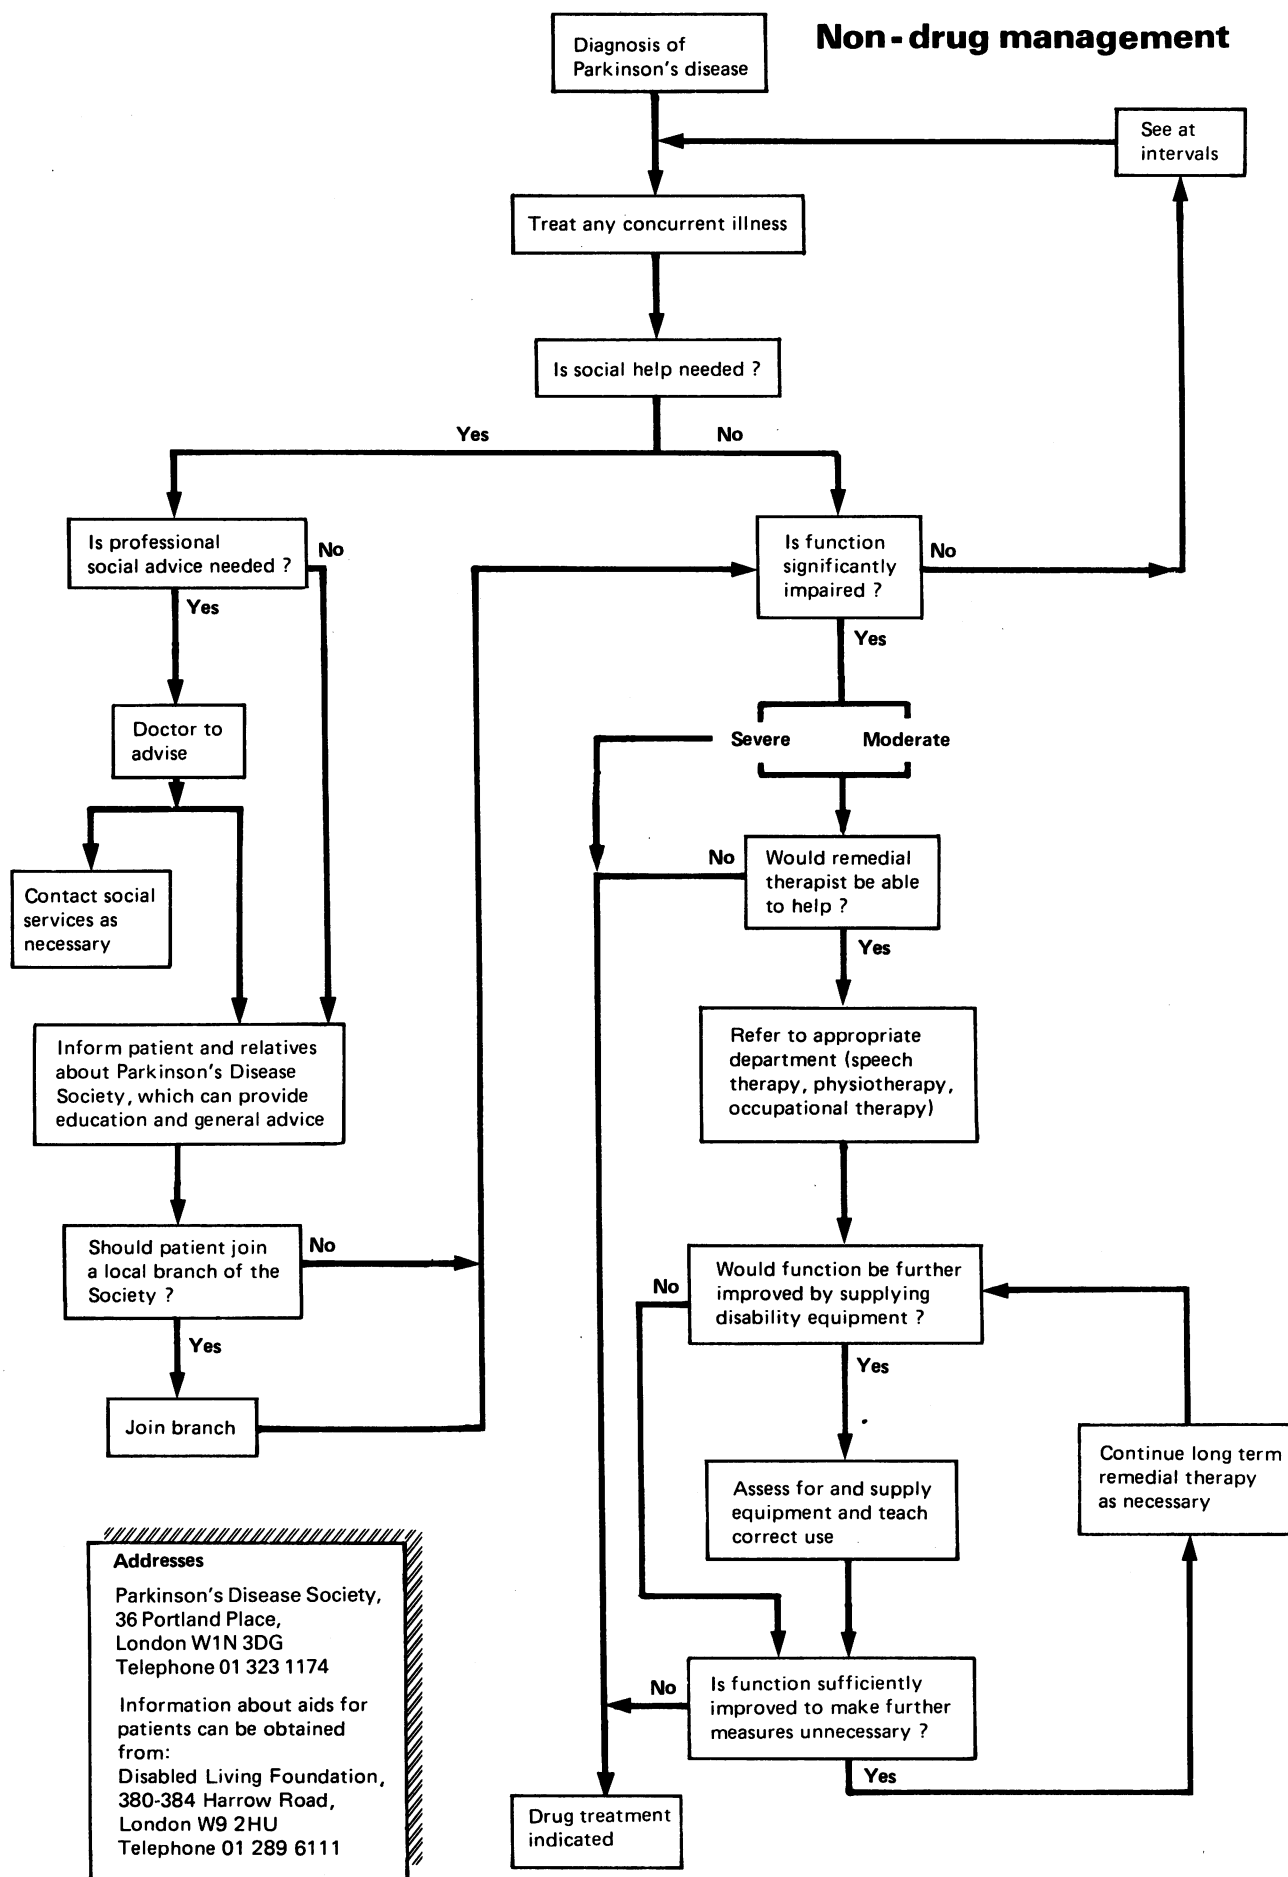 Non-drug management
Diagnosis of
Parkinson's disease
See at
intervals
Treat any concurrent illness
Is social help needed ?
Yes
No
Is professional
social advice needed ?
No
Yes
Is function
significantly
impaired ?
No
Yes
Doctor to
advise
Severe
Moderate
Contact social
services as
necessary
No
Would remedial
therapist be able
to help ?
Yes
Inform patient and relatives
about Parkinson's Disease
Society, which can provide
education and general advice
Refer to appropriate
department (speech
therapy, physiotherapy,
occupational therapy)
Should patient join
a local branch of the
Society ?
No
Yes
Join branch
No
Would function be further
improved by supplying
disability equipment ?
Yes
Assess for and supply
equipment and teach
correct use
Continue long term
remedial therapy
as necessary
No
Is function sufficiently
improved to make further
measures unnecessary ?
Yes
Drug treatment
indicated
Addresses
Parkinson's Disease Society,
36 Portland Place,
London W1N 3DG
Telephone 01 323 1174
Information about aids for
patients can be obtained
from:
Disabled Living Foundation,
380-384 Harrow Road,
London W9 2HU
Telephone 01 289 6111